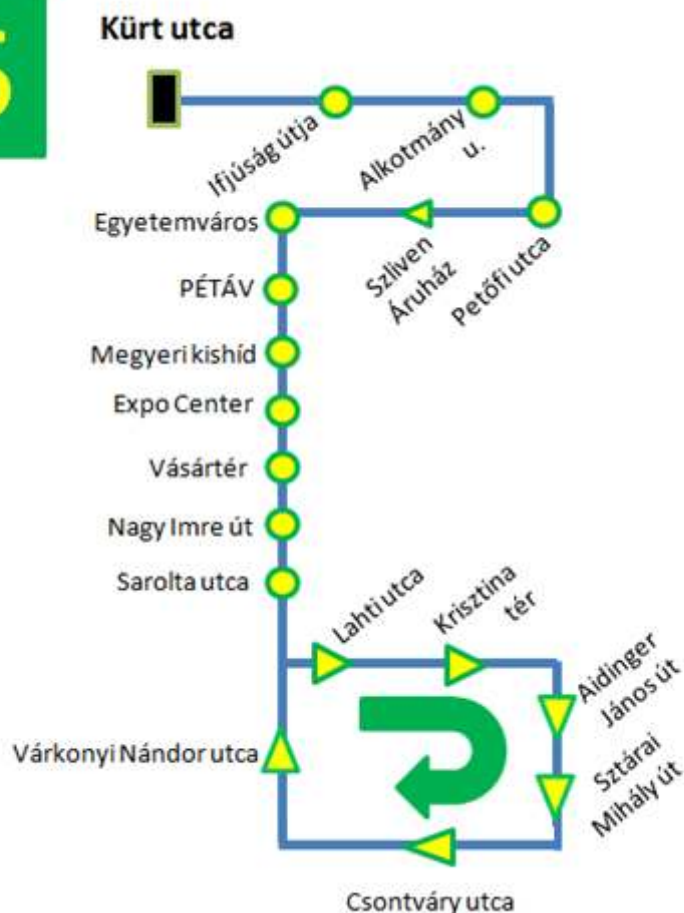 Kürt utca
Ifjúság útja
Alkotmány
u.
Egyetemváros
Szliven
Áruház
Petőfi utca
PÉTÁV
Megyeri kishíd
Expo Center
Vásártér
Nagy Imre út
Sarolta utca
Lahti utca
Krisztina
tér
Aidinger
János út
Várkonyi Nándor utca
Sztárai
Mihály út
Csontváry utca